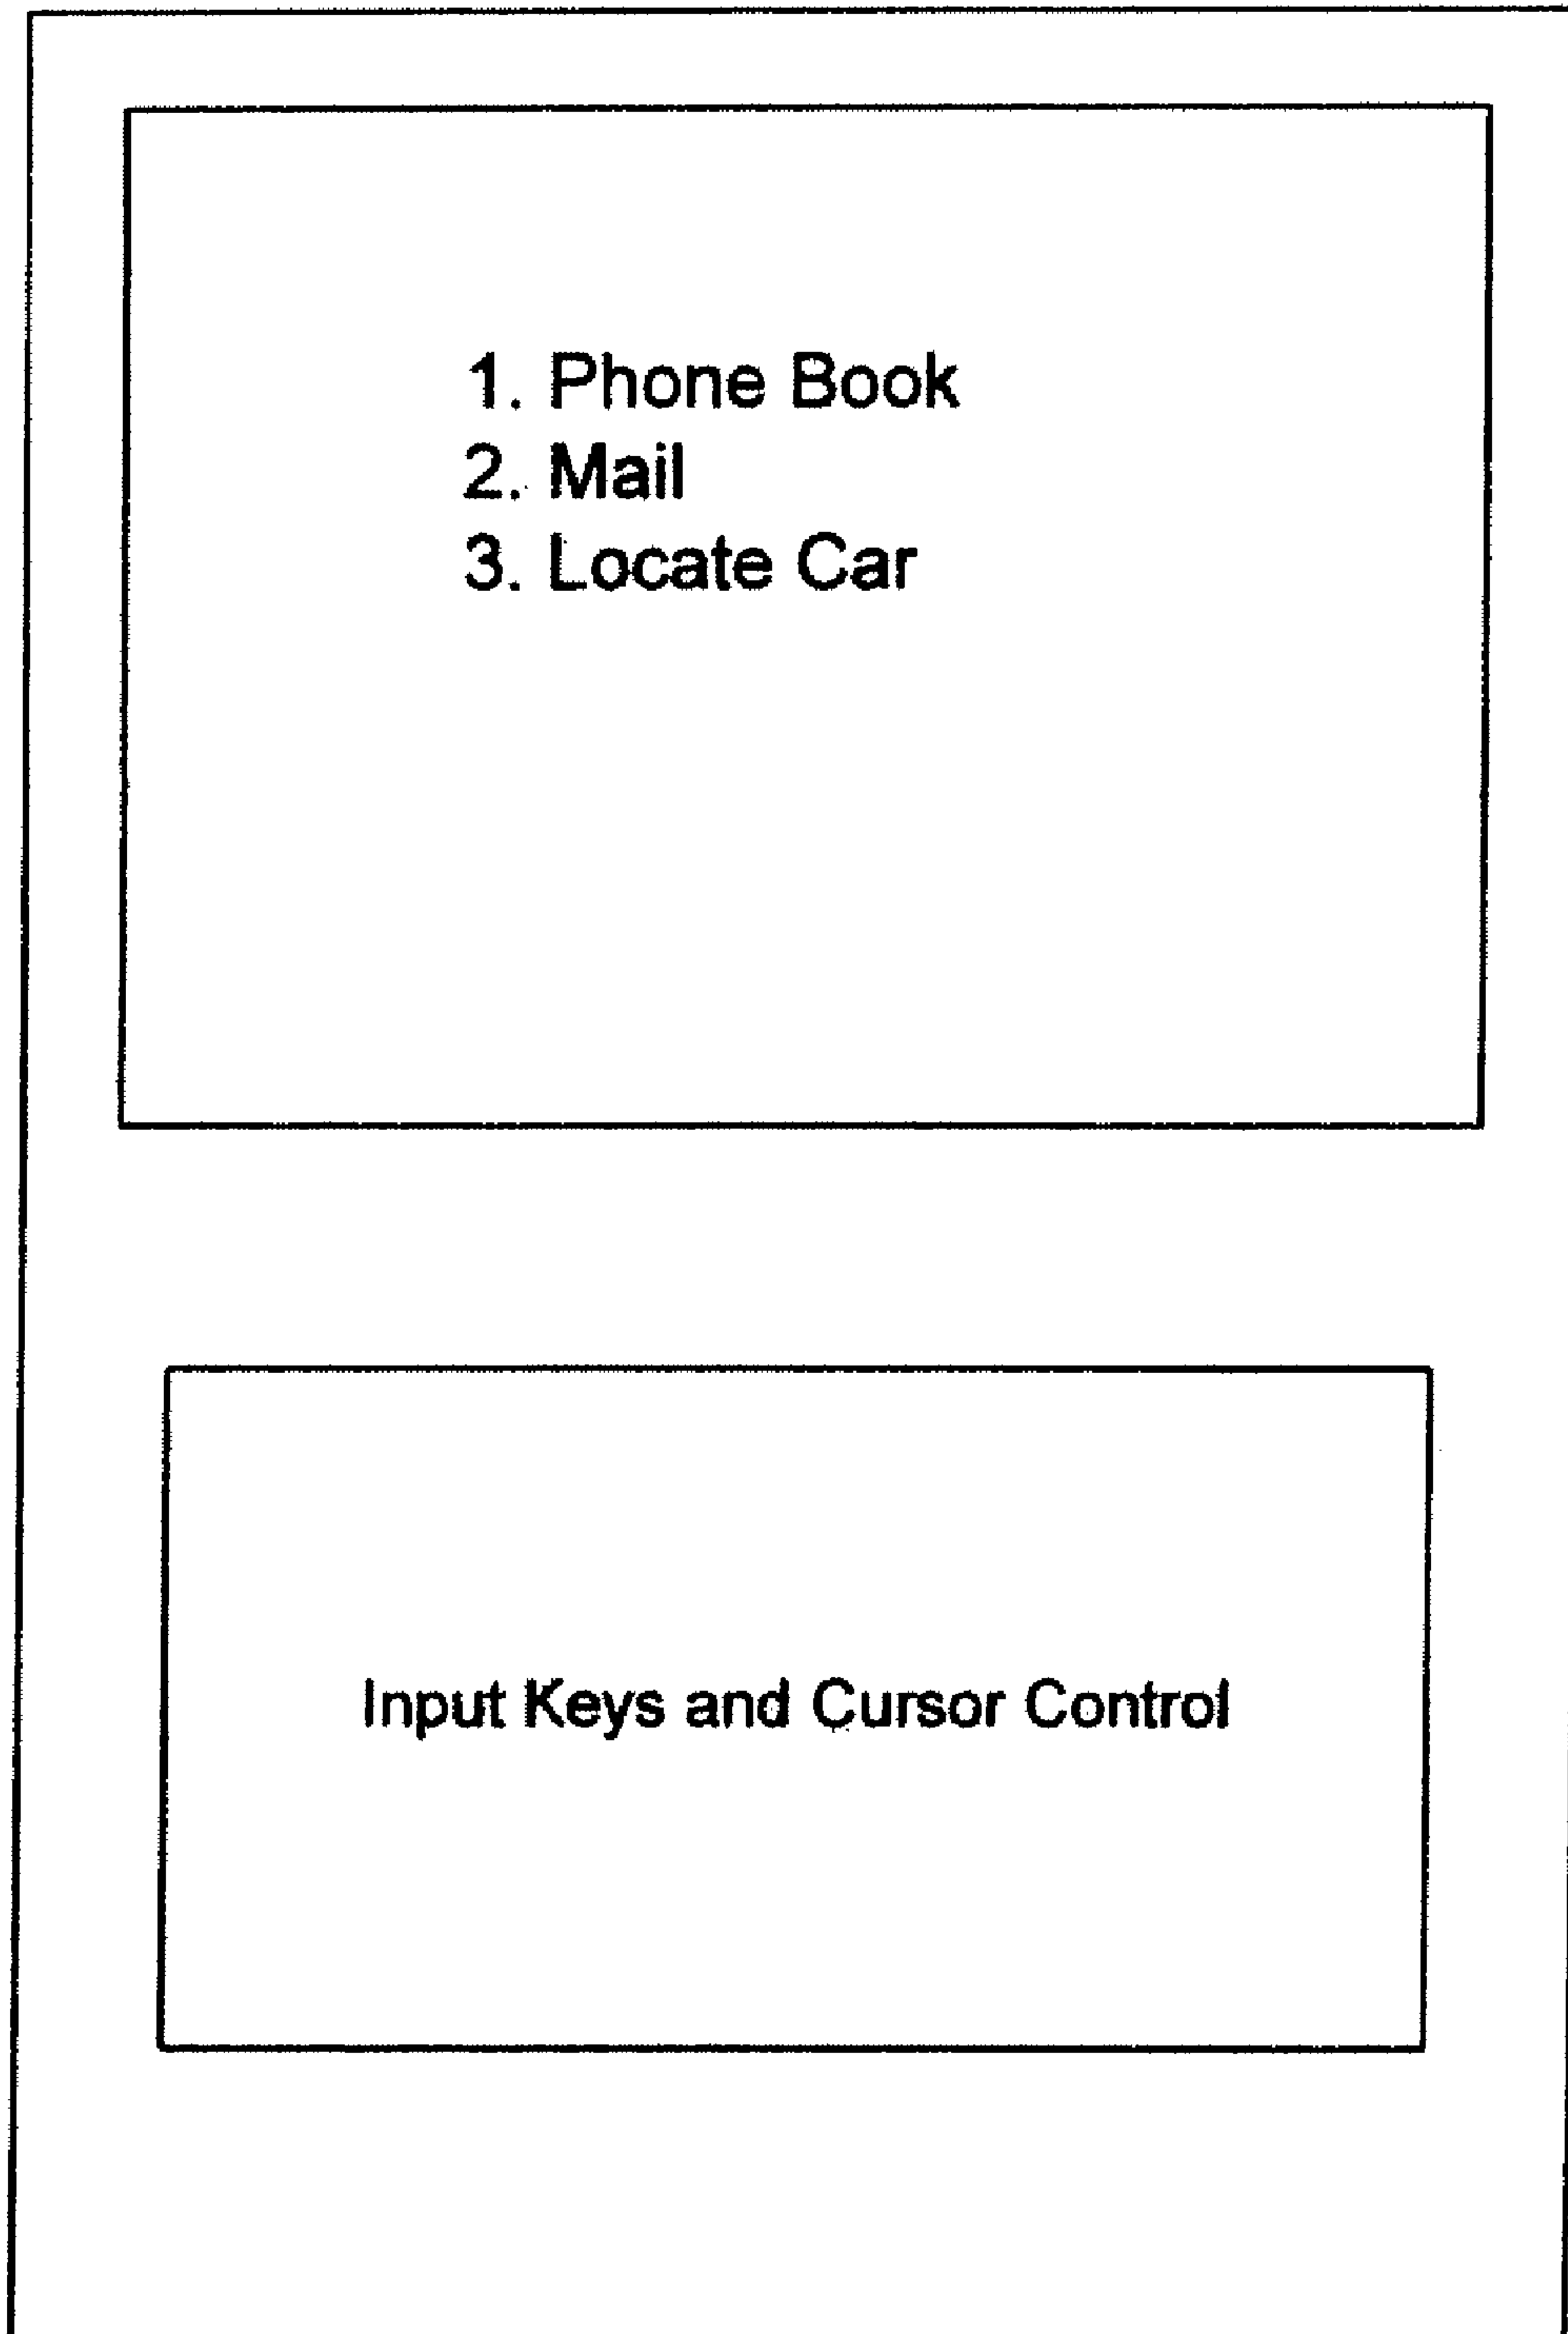 1. Phone Book
2. Mail
3. Locate Car
Input Keys and Cursor Control